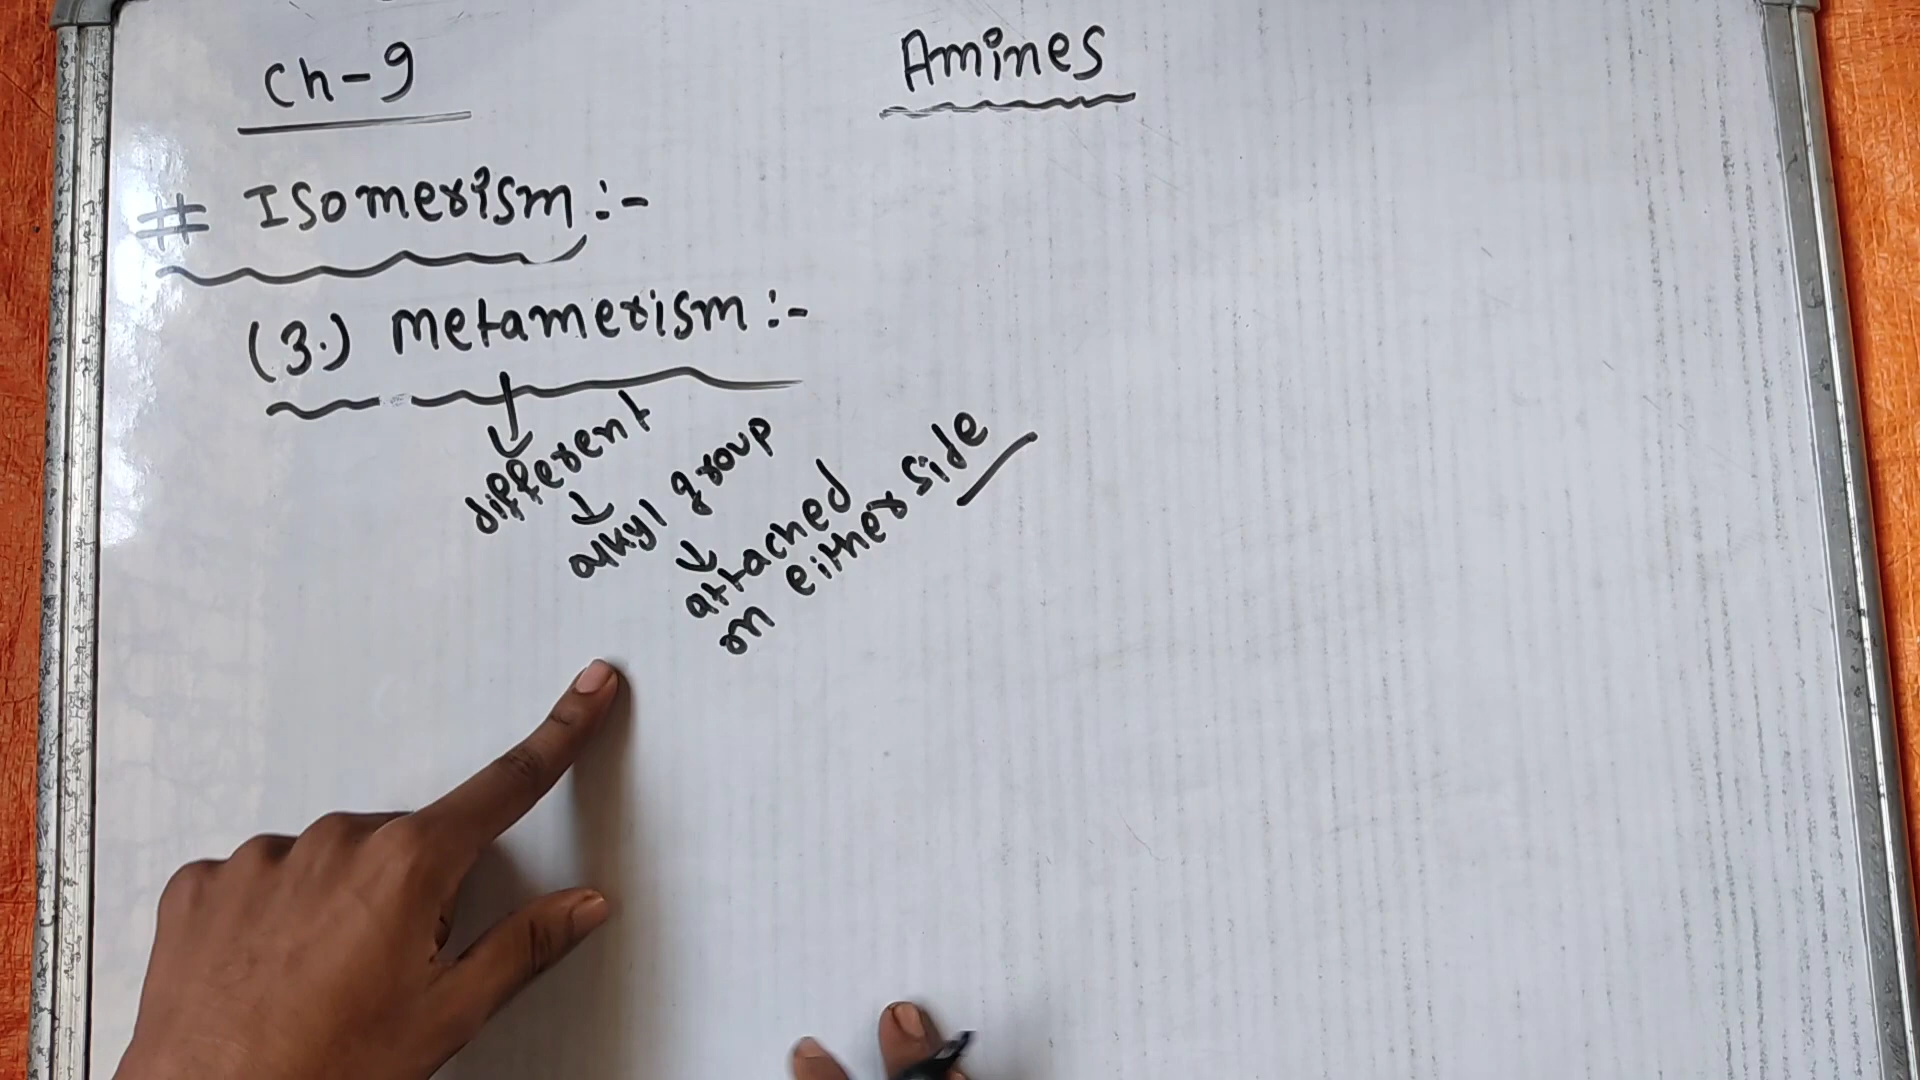 Ch-9
Amines
# Isomerism:-
(3.) Metamerism:-
different
alkyl group
attached
on either side